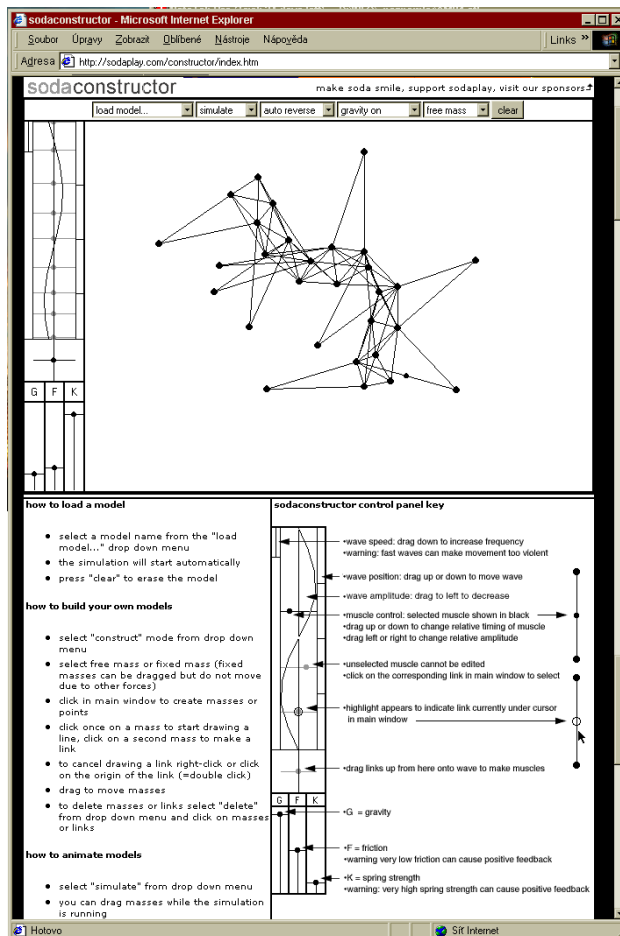 sodaconstructor - Microsoft Internet Explorer
Soubor Úpravy Zobrazit Oblíbené Nástroje Nápověda Links »
Adresa http://sodaplay.com/constructor/index.htm
sodaconstructor make soda smile, support sodaplay, visit our sponsors
load model... simulate auto reverse gravity on free mass clear
G F K
how to load a model
select a model name from the "load
model..." drop down menu
the simulation will start automatically
press "clear" to erase the model
how to build your own models
select "construct" mode from drop down
menu
select free mass or fixed mass (fixed
masses can be dragged but do not move
due to other forces)
click in main window to create masses or
points
click once on a mass to start drawing a
line, click on a second mass to make a
link
to cancel drawing a link right-click or click
on the origin of the link (=double click)
drag to move masses
to delete masses or links select "delete"
from drop down menu and click on masses
or links
how to animate models
select "simulate" from drop down menu
you can drag masses while the simulation
is running
sodaconstructor control panel key
•wave speed: drag down to increase frequency
•warning: fast waves can make movement too violent
•wave position: drag up or down to move wave
•wave amplitude: drag to left to decrease
•muscle control: selected muscle shown in black
•drag up or down to change relative timing of muscle
•drag left or right to change relative amplitude
•unselected muscle cannot be edited
•click on the corresponding link in main window to select
•highlight appears to indicate link currently under cursor
in main window
•drag links up from here onto wave to make muscles
G F K
•G = gravity
•F = friction
•warning very low friction can cause positive feedback
•K = spring strength
•warning: very high spring strength can cause positive feedback
Hotovo Síť Internet